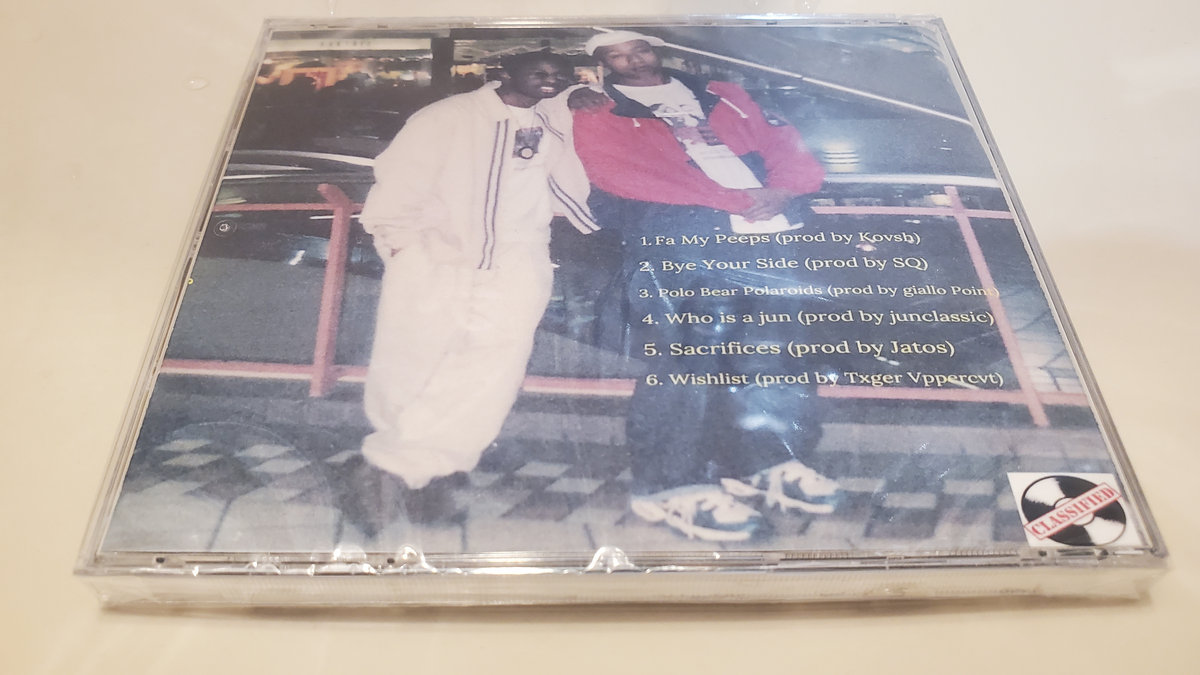 1. Fa My Peeps (prod by Kovsh)
2. Bye Your Side (prod by SQ)
3. Polo Bear Polaroids (prod by giallo Point)
4. Who is a jun (prod by junclassic)
5. Sacrifices (prod by Jatos)
6. Wishlist (prod by Txger Vppercvt)
CLASSIFIED